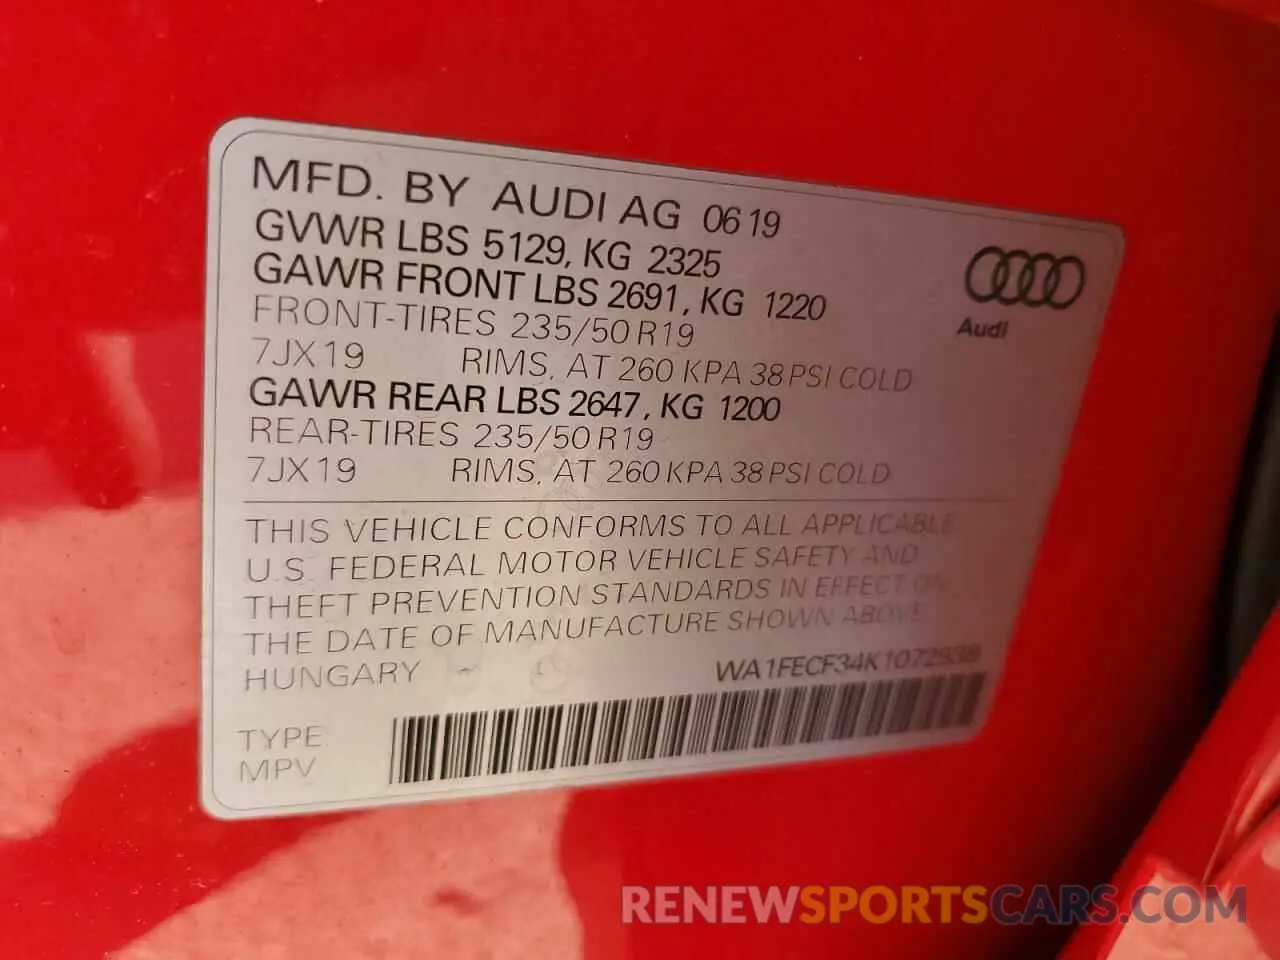 MFD. BY AUDI AG 06 19
GVWR LBS 5129, KG 2325
GAWR FRONT LBS 2691, KG 1220
FRONT-TIRES 235/50 R19
7JX19 RIMS, AT 260 KPA 38 PSI COLD
GAWR REAR LBS 2647, KG 1200
REAR-TIRES 235/50 R19
7JX19 RIMS, AT 260 KPA 38 PSI COLD
Audi
THIS VEHICLE CONFORMS TO ALL APPLICABLE
U.S. FEDERAL MOTOR VEHICLE SAFETY AND
THEFT PREVENTION STANDARDS IN EFFECT ON
THE DATE OF MANUFACTURE SHOWN ABOVE
HUNGARY WA1FECF34K1072938
TYPE
MPV
RENEWSPORTSCARS.COM